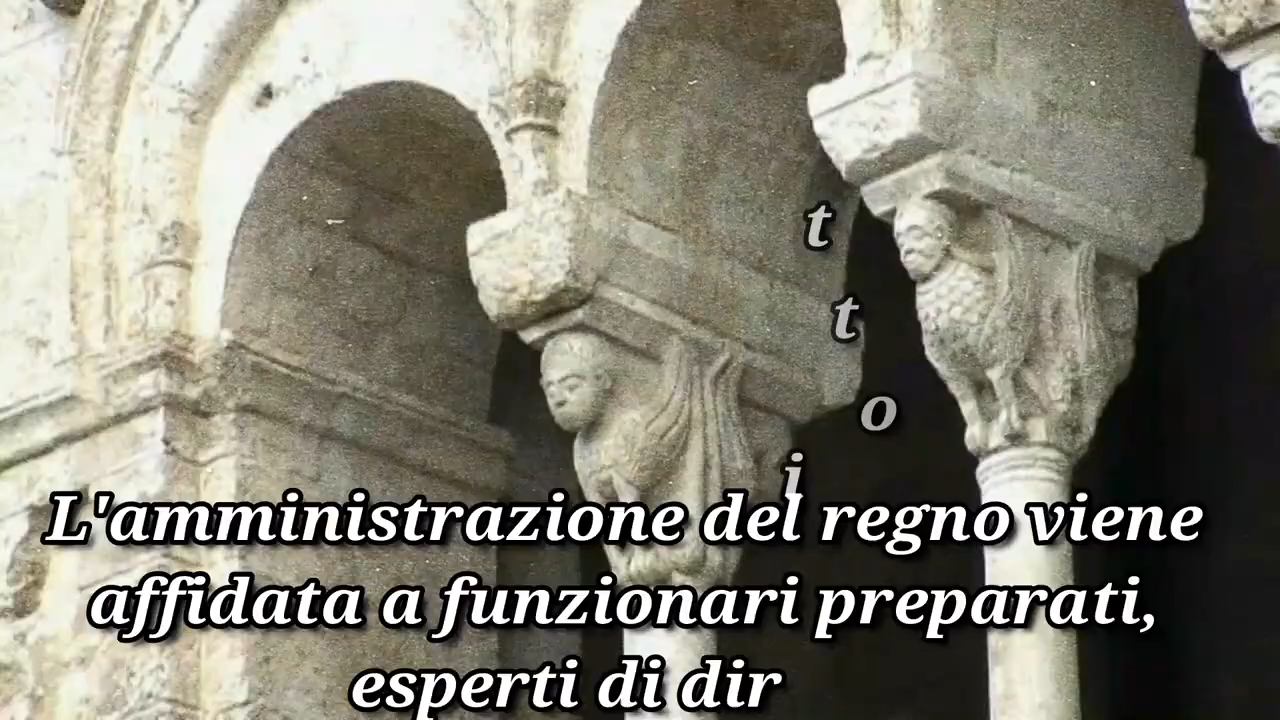 L'amministrazione del regno viene
affidata a funzionari preparati,
esperti di dir
i
t
t
o